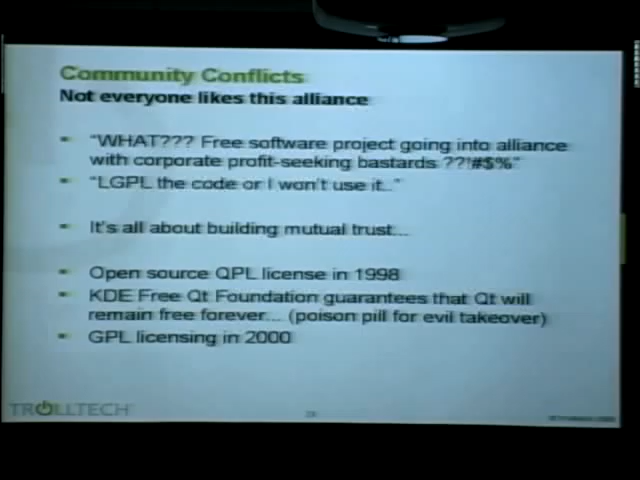 Community Conflicts
Not everyone likes this alliance
"WHAT??? Free software project going into alliance
with corporate profit-seeking bastards ??!#$%"
"LGPL the code or I won't use it.."
It's all about building mutual trust...
Open source QPL license in 1998
KDE Free Qt Foundation guarantees that Qt will
remain free forever... (poison pill for evil takeover)
GPL licensing in 2000
TROLLTECH